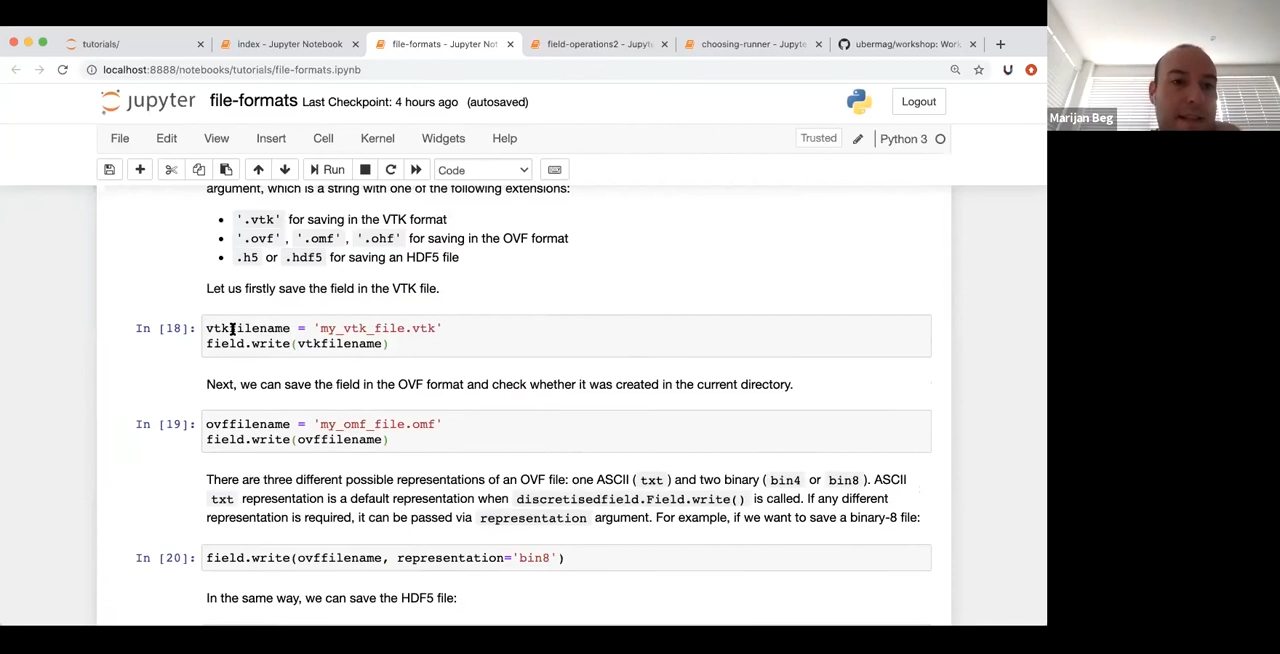 tutorials/
index - Jupyter Notebook
file-formats - Jupyter Not
field-operations2 - Jupyte
choosing-runner - Jupyte
ubermag/workshop: Work
localhost:8888/notebooks/tutorials/file-formats.ipynb
jupyter file-formats Last Checkpoint: 4 hours ago (autosaved)
Logout
Marijan Beg
File Edit View Insert Cell Kernel Widgets Help
Trusted
Python 3
Run
Code
argument, which is a string with one of the following extensions:
• '.vtk' for saving in the VTK format
• '.ovf' , '.omf' , '.ohf' for saving in the OVF format
• .h5 or .hdf5 for saving an HDF5 file
Let us firstly save the field in the VTK file.
In [18]: vtkfilename = 'my_vtk_file.vtk'
field.write(vtkfilename)
Next, we can save the field in the OVF format and check whether it was created in the current directory.
In [19]: ovffilename = 'my_omf_file.omf'
field.write(ovffilename)
There are three different possible representations of an OVF file: one ASCII ( txt ) and two binary ( bin4 or bin8 ). ASCII
txt representation is a default representation when discretisedfield.Field.write() is called. If any different
representation is required, it can be passed via representation argument. For example, if we want to save a binary-8 file:
In [20]: field.write(ovffilename, representation='bin8')
In the same way, we can save the HDF5 file: